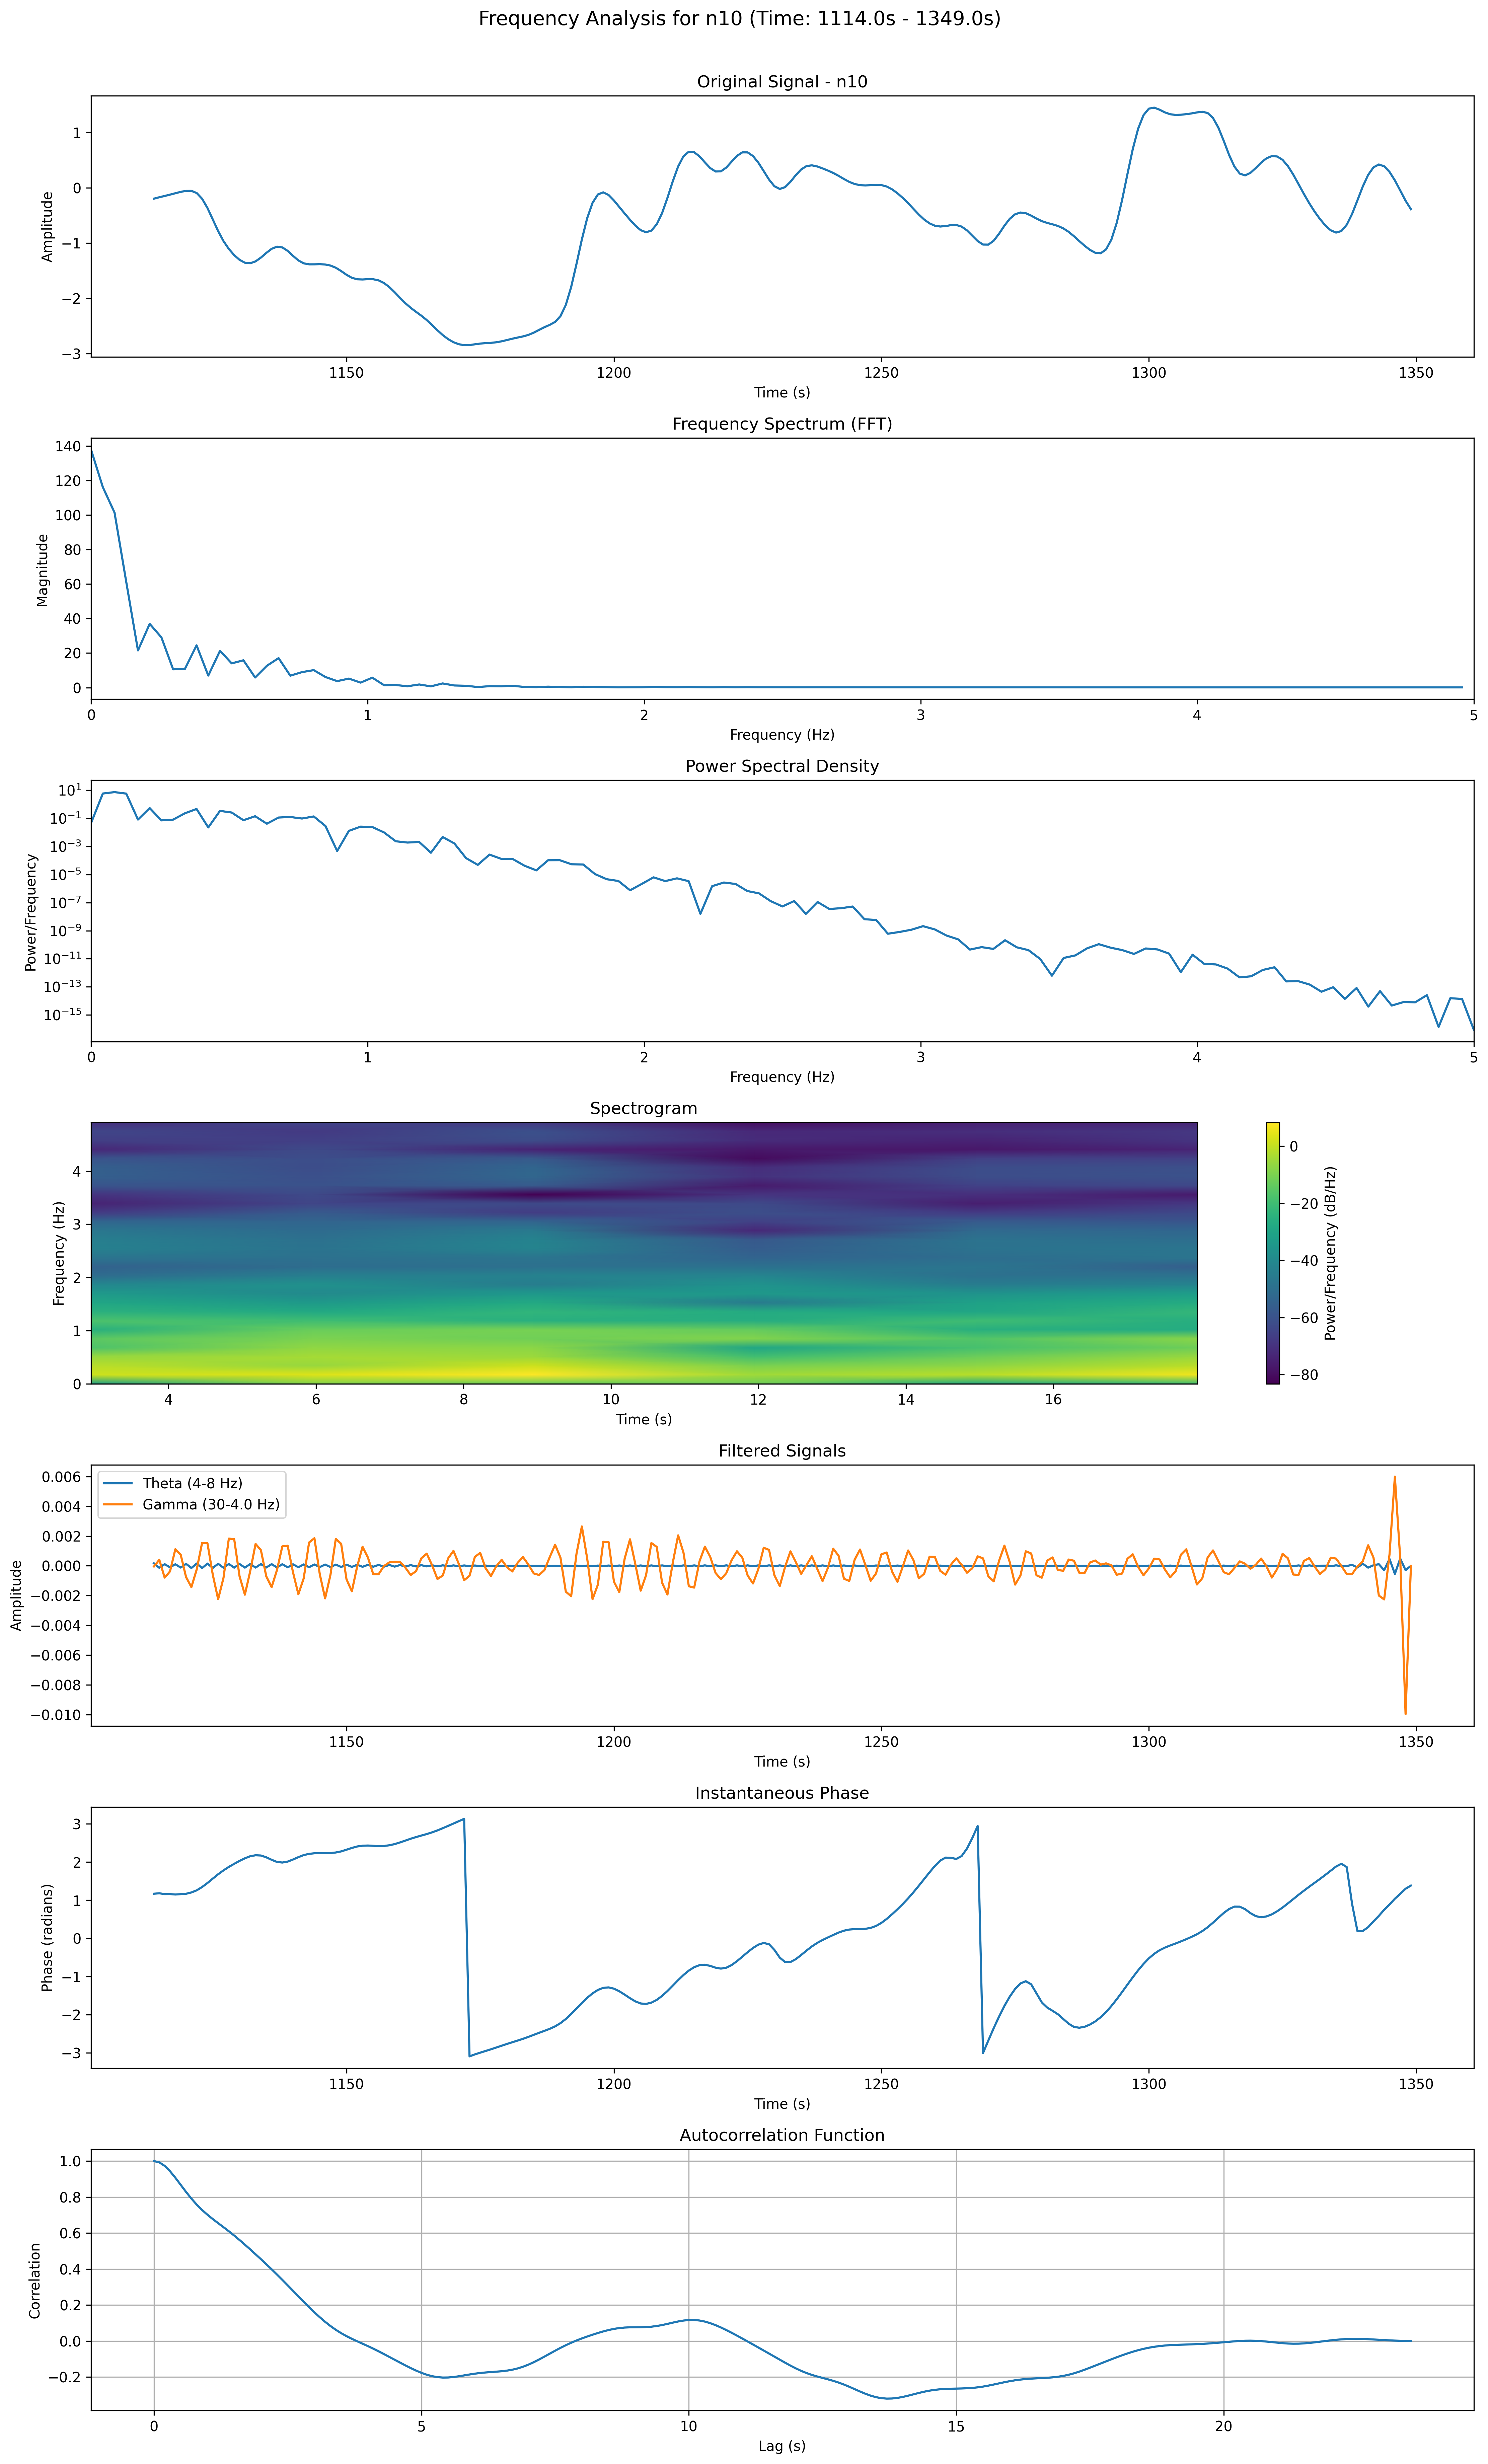 Frequency Analysis for n10 (Time: 1114.0s - 1349.0s)
Original Signal - n10
Amplitude
1
0
−1
−2
−3
1150 1200 1250 1300 1350
Time (s)
Frequency Spectrum (FFT)
Magnitude
140
120
100
80
60
40
20
0
0 1 2 3 4 5
Frequency (Hz)
Power Spectral Density
Power/Frequency
10¹
10⁻¹
10⁻³
10⁻⁵
10⁻⁷
10⁻⁹
10⁻¹¹
10⁻¹³
10⁻¹⁵
0 1 2 3 4 5
Frequency (Hz)
Spectrogram
Frequency (Hz)
4
3
2
1
0
4 6 8 10 12 14 16
Time (s)
0
−20
−40
−60
−80
Power/Frequency (dB/Hz)
Filtered Signals
Theta (4-8 Hz)
Gamma (30-4.0 Hz)
Amplitude
0.006
0.004
0.002
0.000
−0.002
−0.004
−0.006
−0.008
−0.010
1150 1200 1250 1300 1350
Time (s)
Instantaneous Phase
Phase (radians)
3
2
1
0
−1
−2
−3
1150 1200 1250 1300 1350
Time (s)
Autocorrelation Function
Correlation
1.0
0.8
0.6
0.4
0.2
0.0
−0.2
0 5 10 15 20
Lag (s)